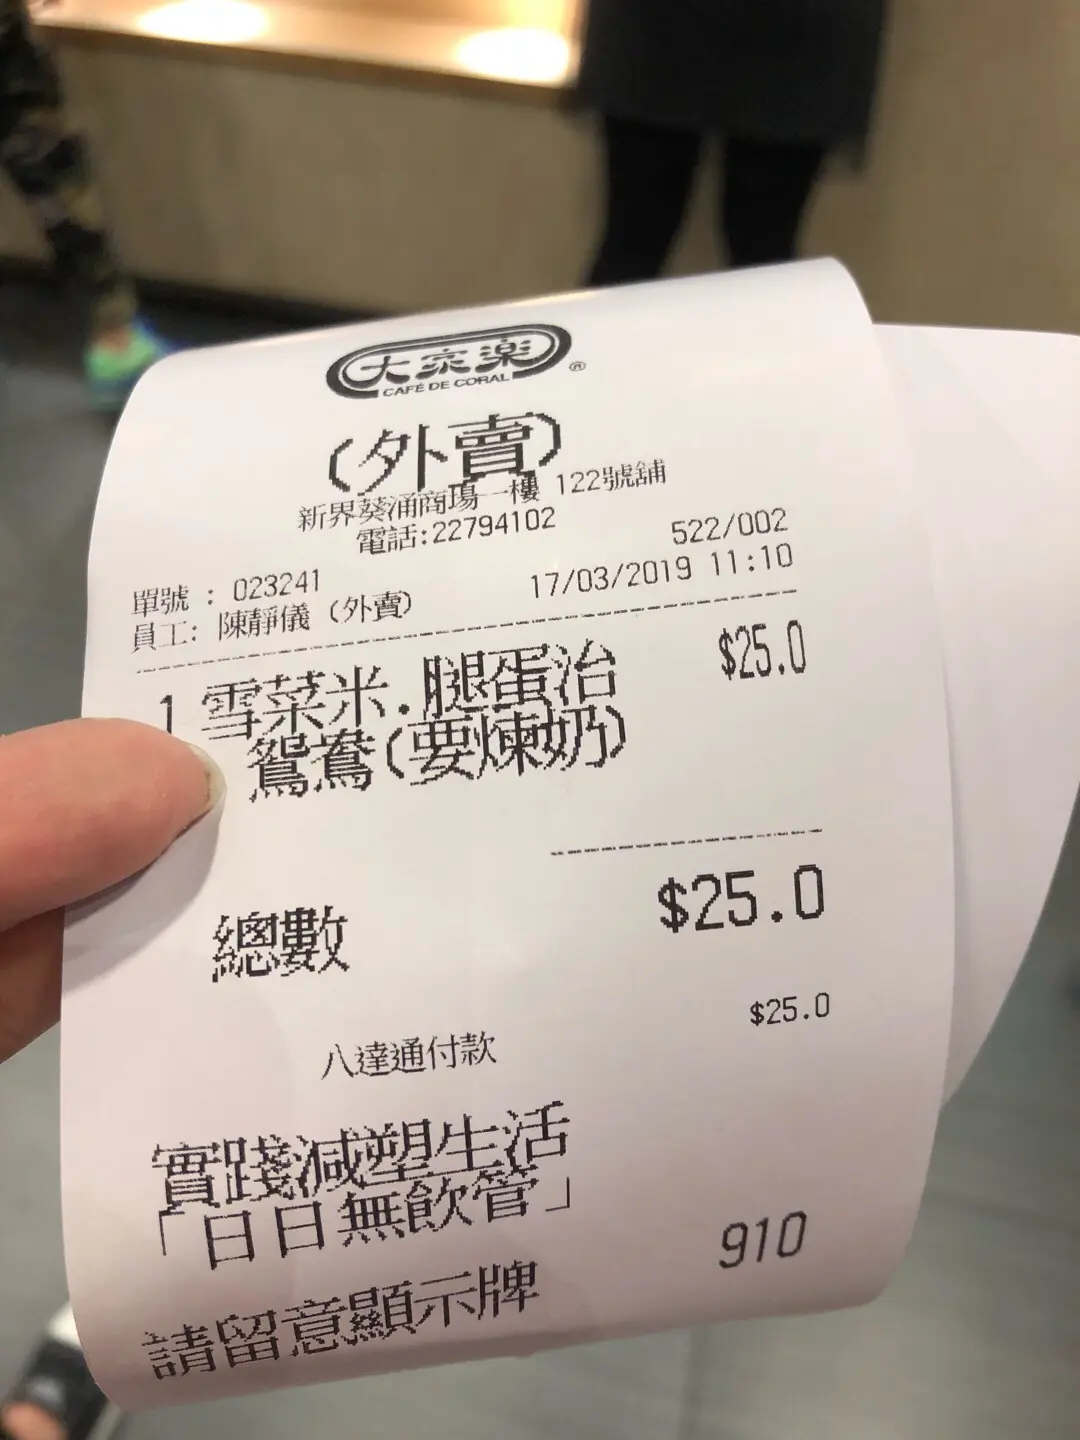 大家樂®
CAFÉ DE CORAL
(外賣)
新界葵涌商場一樓 122號舖
電話:22794102
522/002
單號 : 023241
17/03/2019 11:10
員工: 陳靜儀 (外賣)
1 雪菜米.腿蛋治 $25.0
鴛鴦(要煉奶)
總數 $25.0
八達通付款 $25.0
實踐減塑生活
「日日無飲管」
請留意顯示牌 910